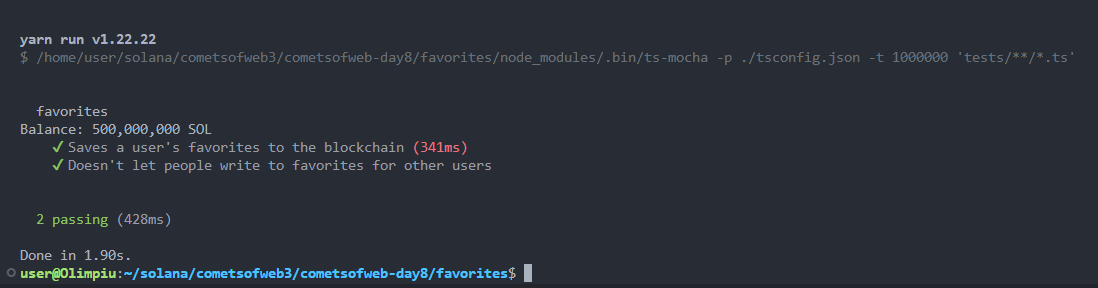 yarn run v1.22.22
$ /home/user/solana/cometsofweb3/cometsofweb-day8/favorites/node_modules/.bin/ts-mocha -p ./tsconfig.json -t 1000000 'tests/**/*.ts'
favorites
Balance: 500,000,000 SOL
✓ Saves a user's favorites to the blockchain (341ms)
✓ Doesn't let people write to favorites for other users
2 passing (428ms)
Done in 1.90s.
user@Olimpiu:~/solana/cometsofweb3/cometsofweb-day8/favorites$